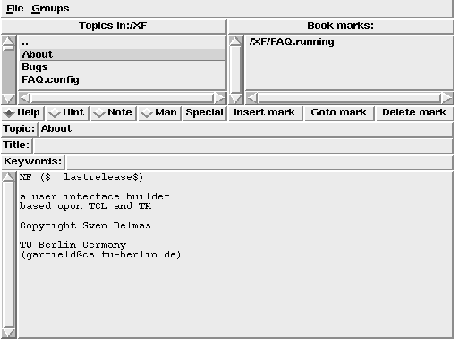 File Groups
Topics in:/XF
Book marks:
..
About
Bugs
FAQ.config
/XF/FAQ.running
Help Hint Note Man Special Insert mark Goto mark Delete mark
Topic: About
Title:
Keywords:
XF ($ lastrelease$)
a user interface builder
based upon TCL and TK
Copyright Sven Delmas
TU Berlin Germany
(garfield@cs.tu-berlin.de)